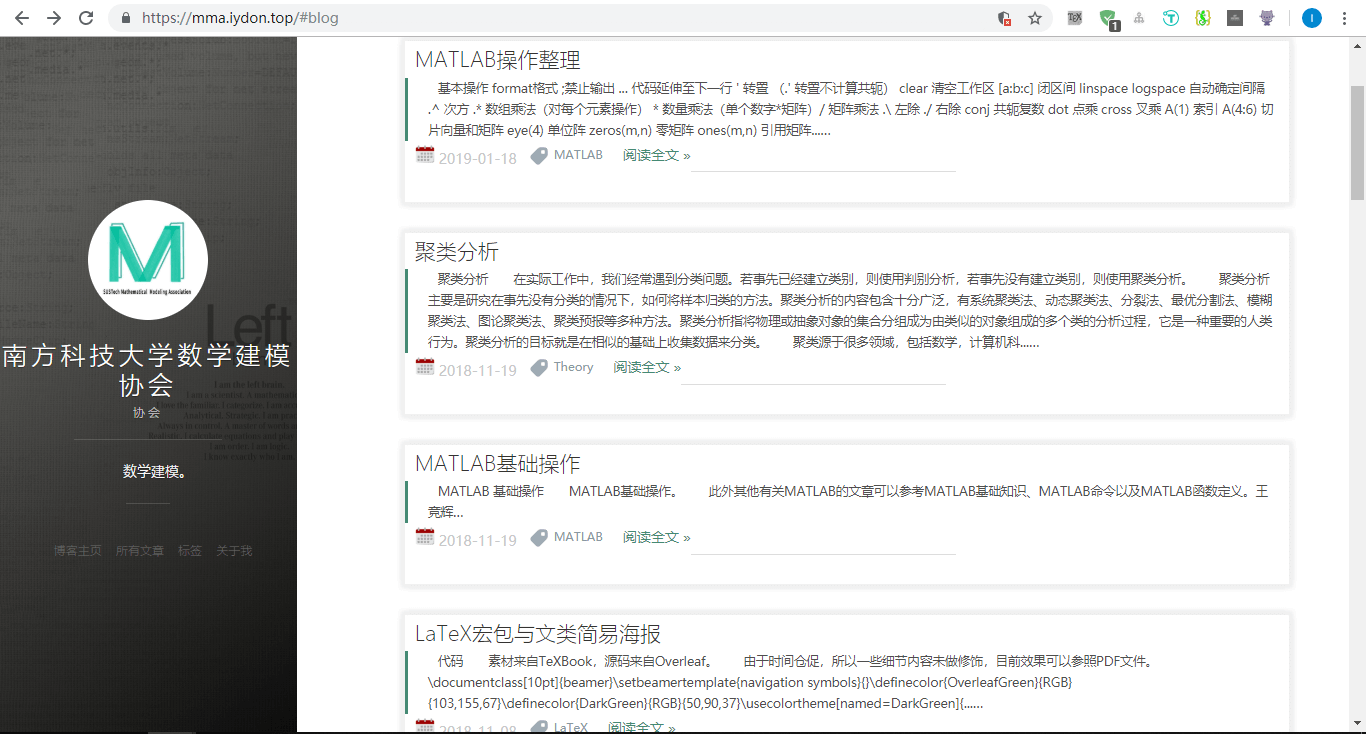 https://mma.iydon.top/#blog
TEX
1
I
SUSTech Mathematical Modeling Association
Left
南方科技大学数学建模
协会
协会
数学建模。
博客主页 所有文章 标签 关于我
MATLAB操作整理
基本操作 format格式 ;禁止输出 ... 代码延伸至下一行 ' 转置 （.' 转置不计算共轭） clear 清空工作区 [a:b:c] 闭区间 linspace logspace 自动确定间隔
.^ 次方 .* 数组乘法（对每个元素操作） * 数量乘法（单个数字*矩阵）/ 矩阵乘法 .\ 左除 ./ 右除 conj 共轭复数 dot 点乘 cross 叉乘 A(1) 索引 A(4:6) 切
片向量和矩阵 eye(4) 单位阵 zeros(m,n) 零矩阵 ones(m,n) 引用矩阵......
2019-01-18 MATLAB 阅读全文 »
聚类分析
聚类分析 在实际工作中，我们经常遇到分类问题。若事先已经建立类别，则使用判别分析，若事先没有建立类别，则使用聚类分析。 聚类分析
主要是研究在事先没有分类的情况下，如何将样本归类的方法。聚类分析的内容包含十分广泛，有系统聚类法、动态聚类法、分裂法、最优分割法、模糊
聚类法、图论聚类法、聚类预报等多种方法。聚类分析指将物理或抽象对象的集合分组成为由类似的对象组成的多个类的分析过程，它是一种重要的人类
行为。聚类分析的目标就是在相似的基础上收集数据来分类。 聚类源于很多领域，包括数学，计算机科......
2018-11-19 Theory 阅读全文 »
MATLAB基础操作
MATLAB 基础操作 MATLAB基础操作。 此外其他有关MATLAB的文章可以参考MATLAB基础知识、MATLAB命令以及MATLAB函数定义。王
竟辉...
2018-11-19 MATLAB 阅读全文 »
LaTeX宏包与文类简易海报
代码 素材来自TeXBook，源码来自Overleaf。 由于时间仓促，所以一些细节内容未做修饰，目前效果可以参照PDF文件。
\documentclass[10pt]{beamer}\setbeamertemplate{navigation symbols}{}\definecolor{OverleafGreen}{RGB}
{103,155,67}\definecolor{DarkGreen}{RGB}{50,90,37}\usecolortheme[named=DarkGreen]{......
2018-11-08 LaTeX 阅读全文 »